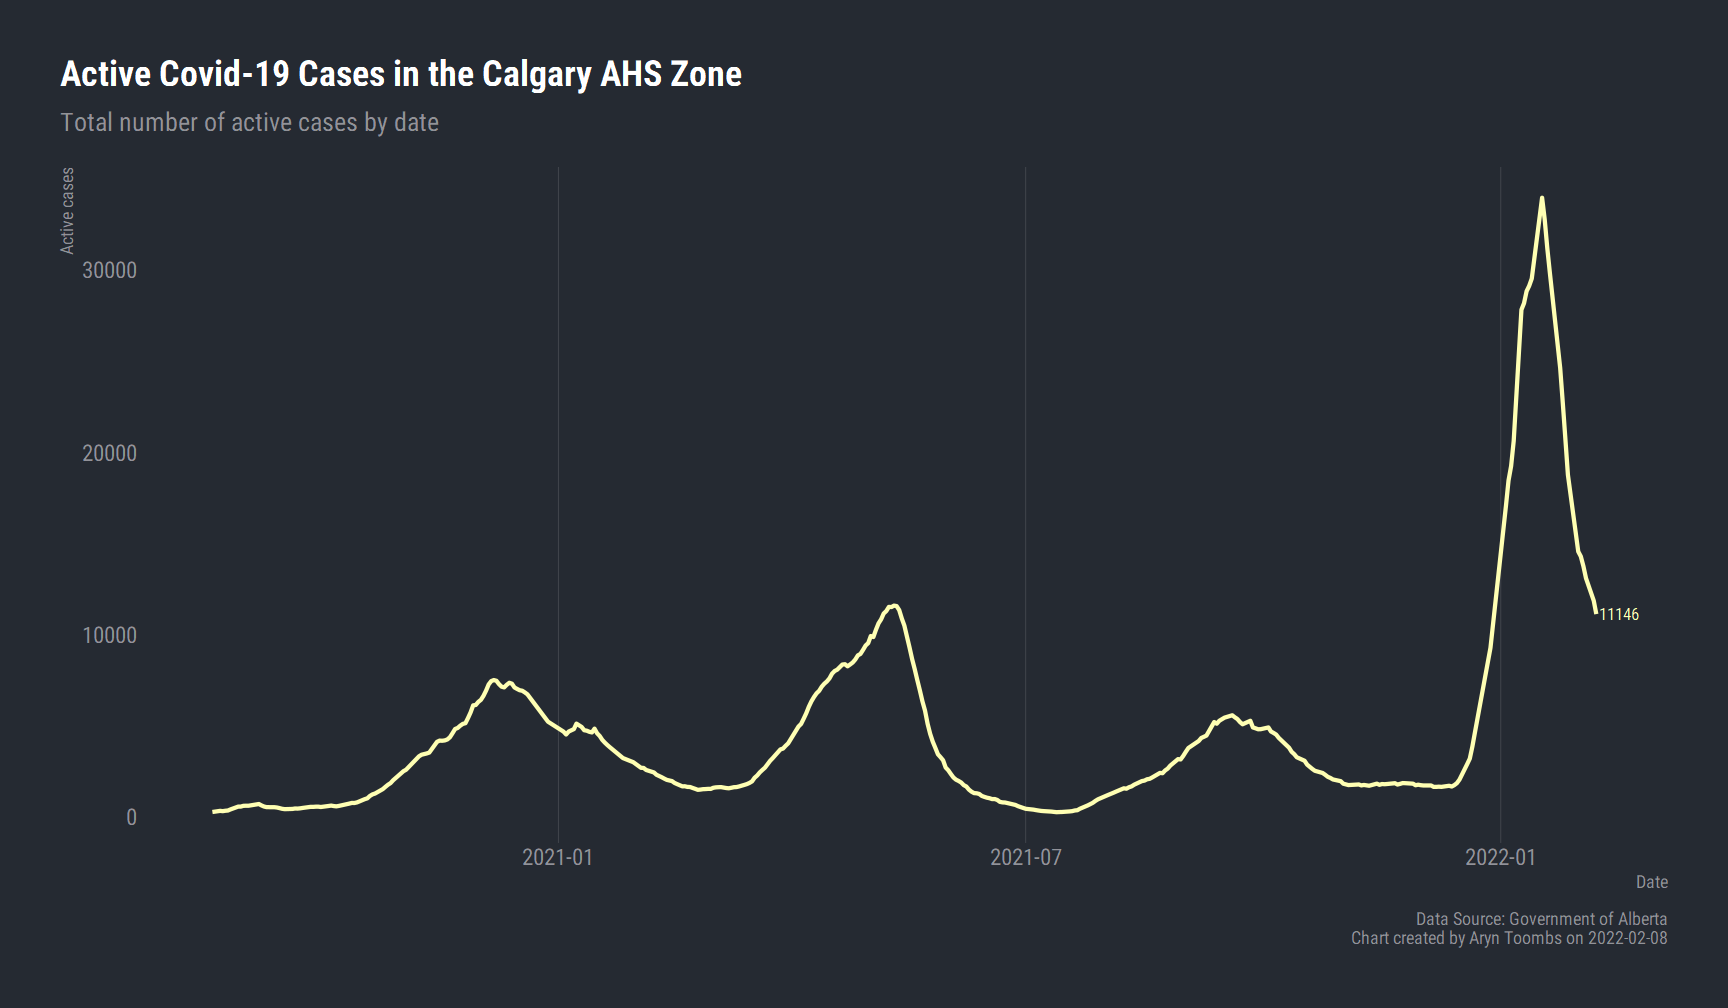 Active Covid-19 Cases in the Calgary AHS Zone
Total number of active cases by date
Active cases
30000
20000
10000
0
11146
2021-01
2021-07
2022-01
Date
Data Source: Government of Alberta
Chart created by Aryn Toombs on 2022-02-08